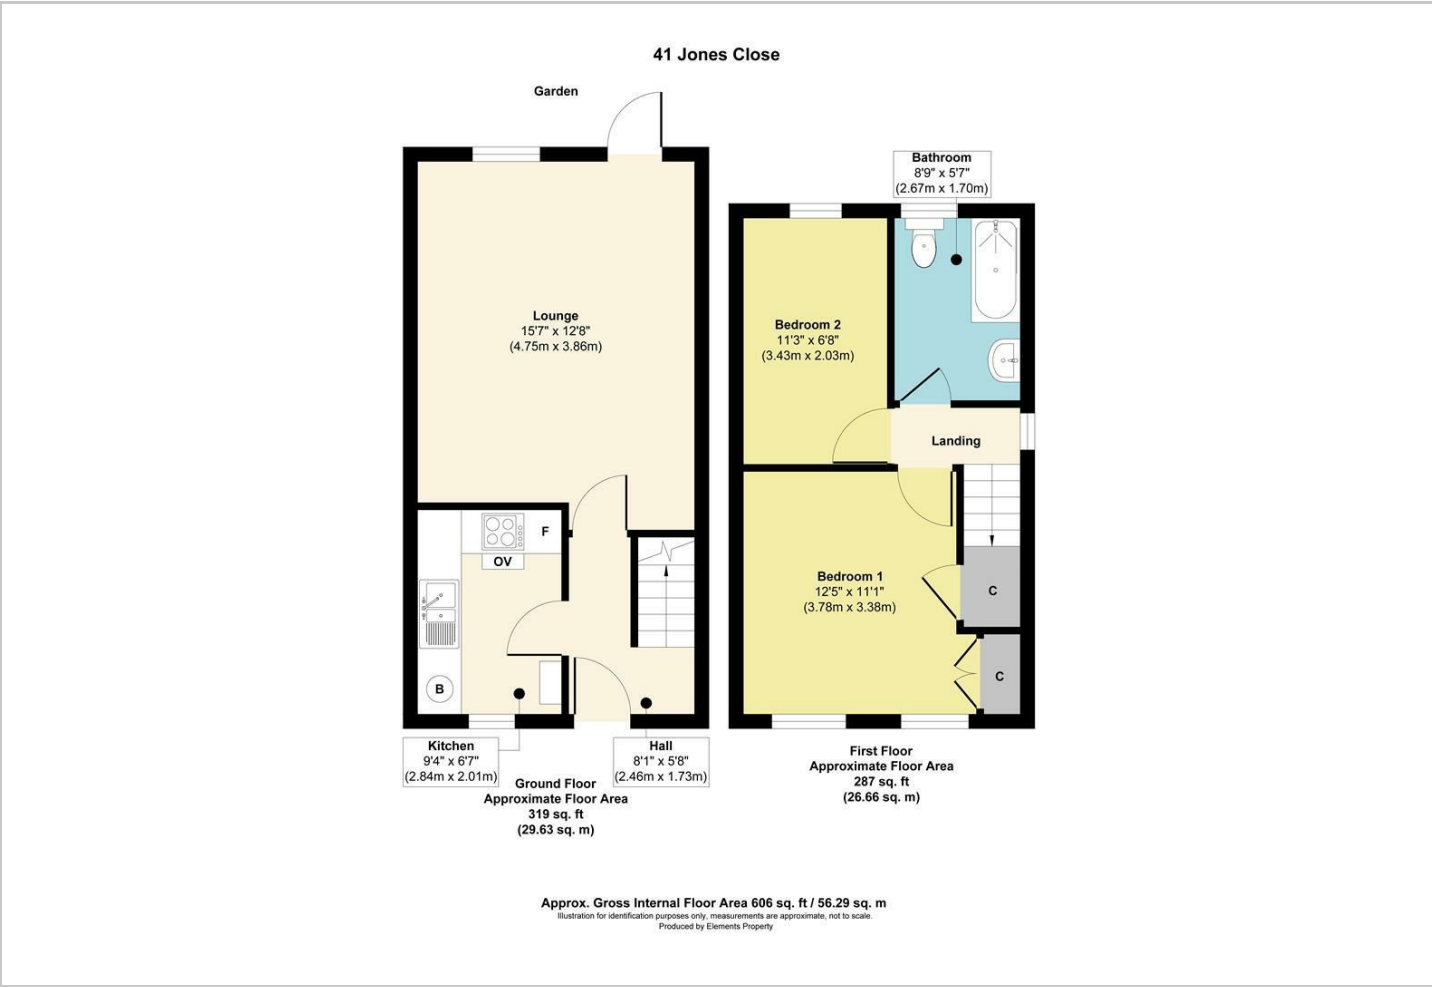 41 Jones Close
Garden
Lounge
15'7" x 12'8"
(4.75m x 3.86m)
F
OV
B
Kitchen
9'4" x 6'7"
(2.84m x 2.01m)
Hall
8'1" x 5'8"
(2.46m x 1.73m)
Ground Floor
Approximate Floor Area
319 sq. ft
(29.63 sq. m)
Bathroom
8'9" x 5'7"
(2.67m x 1.70m)
Bedroom 2
11'3" x 6'8"
(3.43m x 2.03m)
Landing
Bedroom 1
12'5" x 11'1"
(3.78m x 3.38m)
C
C
First Floor
Approximate Floor Area
287 sq. ft
(26.66 sq. m)
Approx. Gross Internal Floor Area 606 sq. ft / 56.29 sq. m
Illustration for identification purposes only, measurements are approximate, not to scale.
Produced by Elements Property